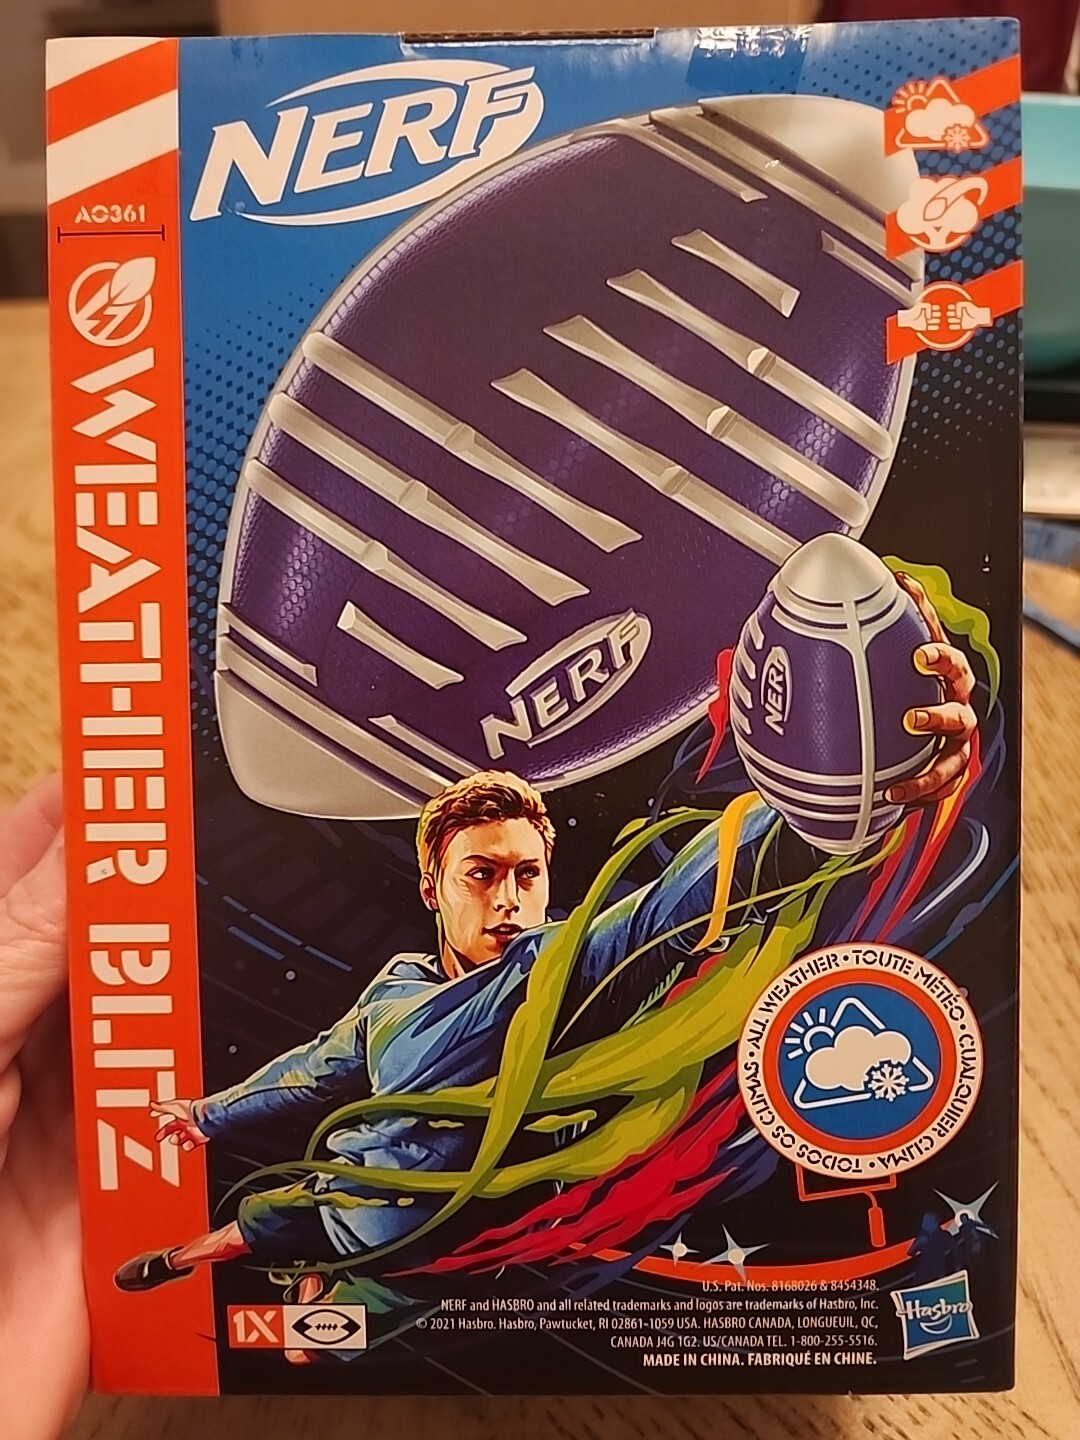 NERF
AO361
WEATHER BLITZ
NERF
NERF
ALL WEATHER • TOUTE MÉTÉO • CUALQUIER CLIMA • TODOS OS CLIMAS •
U.S. Pat. Nos. 8168026 & 8454348.
NERF and HASBRO and all related trademarks and logos are trademarks of Hasbro, Inc.
© 2021 Hasbro. Hasbro, Pawtucket, RI 02861-1059 USA. HASBRO CANADA, LONGUEUIL, QC,
CANADA J4G 1G2. US/CANADA TEL. 1-800-255-5516.
MADE IN CHINA. FABRIQUÉ EN CHINE.
Hasbro
1X